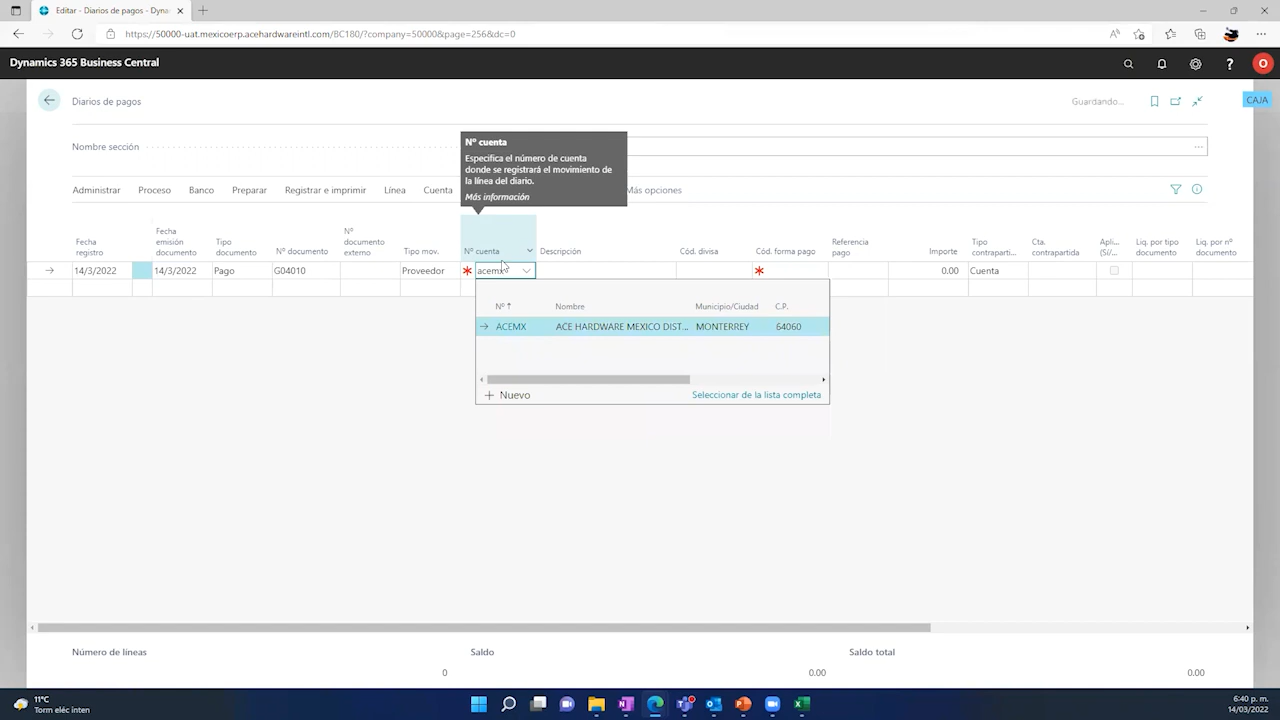 Editar - Diarios de pagos - Dyna
https://50000-uat.mexicoerp.acehardwareintl.com/BC180/?company=50000&page=256&dc=0
Dynamics 365 Business Central
O
Diarios de pagos
Guardando...
CAJA
Nombre sección
Nº cuenta
Especifica el número de cuenta
donde se registrará el movimiento de
la línea del diario.
Más información
Administrar Proceso Banco Preparar Registrar e imprimir Línea Cuenta Más opciones
Fecha registro Fecha emisión documento Tipo documento Nº documento Nº documento externo Tipo mov. Nº cuenta Descripción Cód. divisa Cód. forma pago Referencia pago Importe Tipo contraparti... Cta. contrapartida Apli... (Sí/... Liq. por tipo documento Liq. por nº documento
14/3/2022 14/3/2022 Pago G04010 Proveedor * acemx * 0.00 Cuenta
Nº ↑ Nombre Municipio/Ciudad C.P.
ACEMX ACE HARDWARE MEXICO DIST... MONTERREY 64060
+ Nuevo Seleccionar de la lista completa
Número de líneas Saldo Saldo total
0 0.00 0.00
11°C
Torm eléc inten
6:40 p. m.
14/03/2022